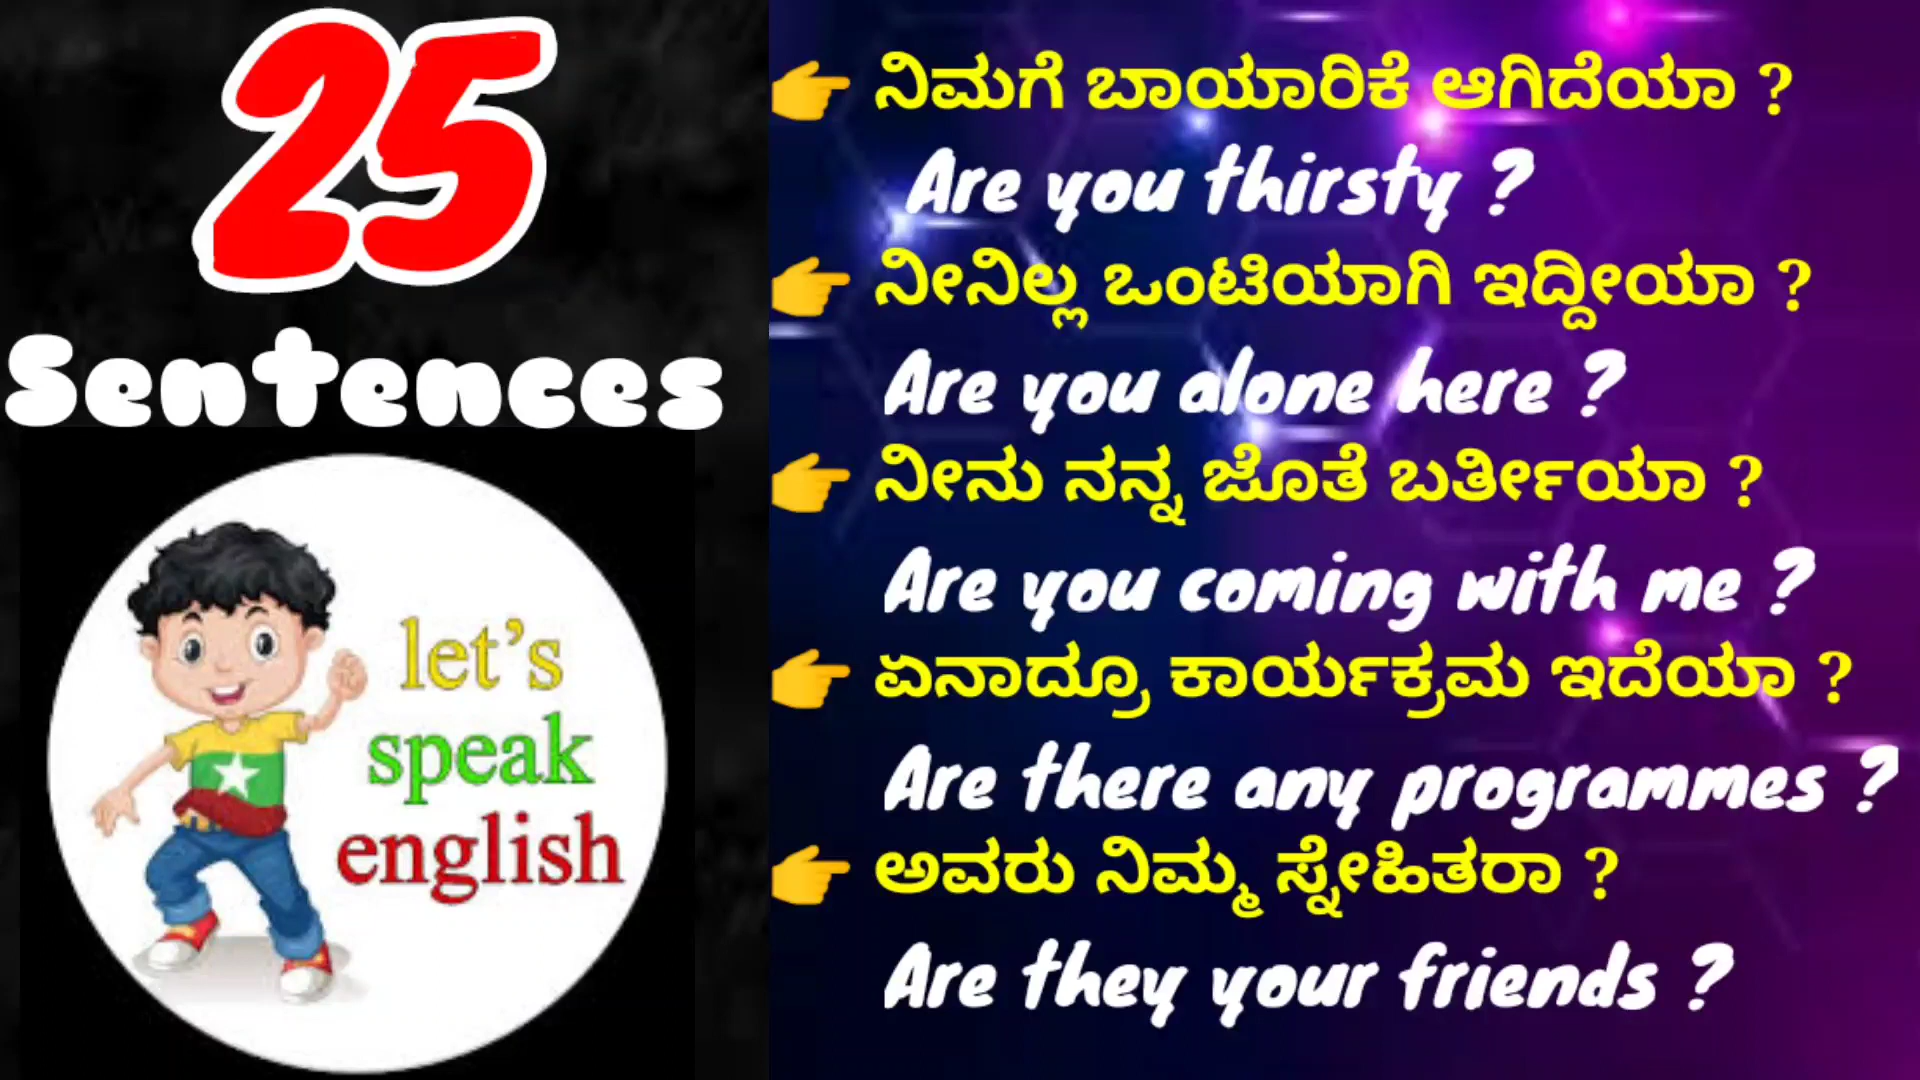 25
Sentences
let's
speak
english
👉 ನಿಮಗೆ ಬಾಯಾರಿಕೆ ಆಗಿದೆಯಾ ?
Are you thirsty ?
👉 ನೀನಿಲ್ಲ ಒಂಟಿಯಾಗಿ ಇದ್ದೀಯಾ ?
Are you alone here ?
👉 ನೀನು ನನ್ನ ಜೊತೆ ಬರ್ತೀಯಾ ?
Are you coming with me ?
👉 ಏನಾದ್ರೂ ಕಾರ್ಯಕ್ರಮ ಇದೆಯಾ ?
Are there any programmes ?
👉 ಅವರು ನಿಮ್ಮ ಸ್ನೇಹಿತರಾ ?
Are they your friends ?